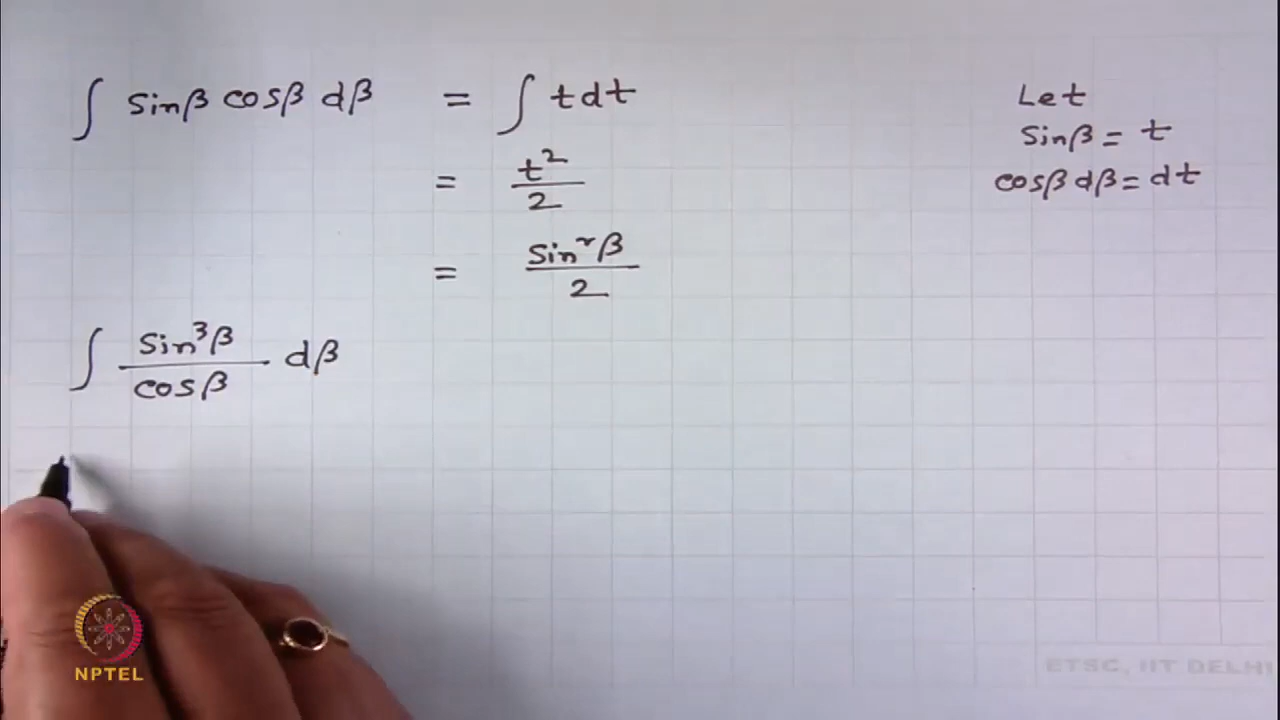 ∫ sinβ cosβ dβ = ∫ t dt
Let
sinβ = t
cosβ dβ = dt
= t²/2
= sin²β/2
∫ sin³β/cosβ dβ
NPTEL
ETSC, IIT DELHI